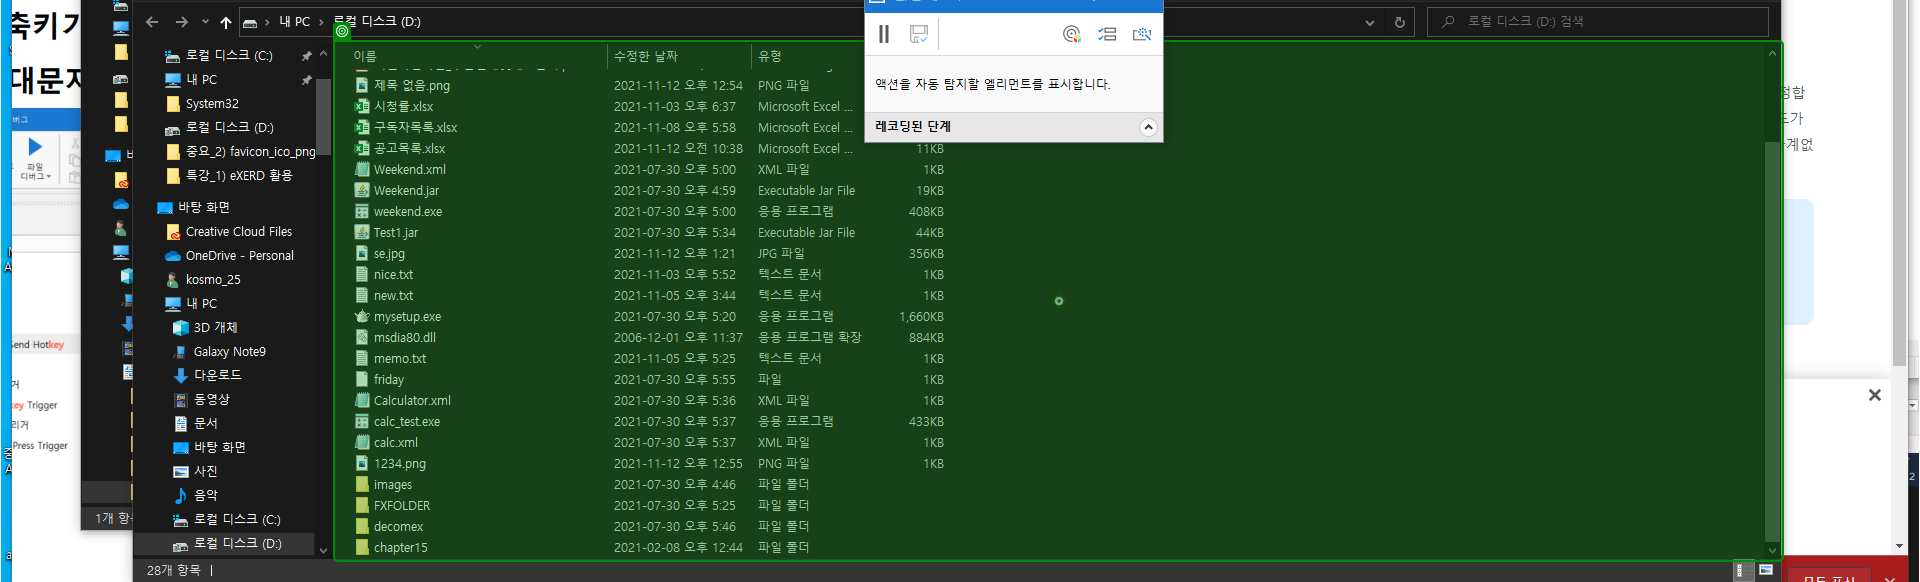 내 PC > 로컬 디스크 (D:)
로컬 디스크 (D:) 검색
축키기
대문자
버그
파일
디버그
end Hotkey
거
key Trigger
리거
Press Trigger
1개 항
로컬 디스크 (C:)
내 PC
System32
로컬 디스크 (D:)
중요_2) favicon_ico_png
특강_1) eXERD 활용
바탕 화면
Creative Cloud Files
OneDrive - Personal
kosmo_25
내 PC
3D 개체
Galaxy Note9
다운로드
동영상
문서
바탕 화면
사진
음악
로컬 디스크 (C:)
로컬 디스크 (D:)
28개 항목
이름 수정한 날짜 유형
제목 없음.png 2021-11-12 오후 12:54 PNG 파일
시청률.xlsx 2021-11-03 오후 6:37 Microsoft Excel ...
구독자목록.xlsx 2021-11-08 오후 5:58 Microsoft Excel ...
공고목록.xlsx 2021-11-12 오전 10:38 Microsoft Excel ... 11KB
Weekend.xml 2021-07-30 오후 5:00 XML 파일 1KB
Weekend.jar 2021-07-30 오후 4:59 Executable Jar File 19KB
weekend.exe 2021-07-30 오후 5:00 응용 프로그램 408KB
Test1.jar 2021-07-30 오후 5:34 Executable Jar File 44KB
se.jpg 2021-11-12 오후 1:21 JPG 파일 356KB
nice.txt 2021-11-03 오후 5:52 텍스트 문서 1KB
new.txt 2021-11-05 오후 3:44 텍스트 문서 1KB
mysetup.exe 2021-07-30 오후 5:20 응용 프로그램 1,660KB
msdia80.dll 2006-12-01 오후 11:37 응용 프로그램 확장 884KB
memo.txt 2021-11-05 오후 5:25 텍스트 문서 1KB
friday 2021-07-30 오후 5:55 파일 1KB
Calculator.xml 2021-07-30 오후 5:36 XML 파일 1KB
calc_test.exe 2021-07-30 오후 5:37 응용 프로그램 433KB
calc.xml 2021-07-30 오후 5:37 XML 파일 1KB
1234.png 2021-11-12 오후 12:55 PNG 파일 1KB
images 2021-07-30 오후 4:46 파일 폴더
FXFOLDER 2021-07-30 오후 5:25 파일 폴더
decomex 2021-07-30 오후 5:46 파일 폴더
chapter15 2021-02-08 오후 12:44 파일 폴더
액션을 자동 탐지할 엘리먼트를 표시합니다.
레코딩된 단계
정합
드가
계없
모두 표시